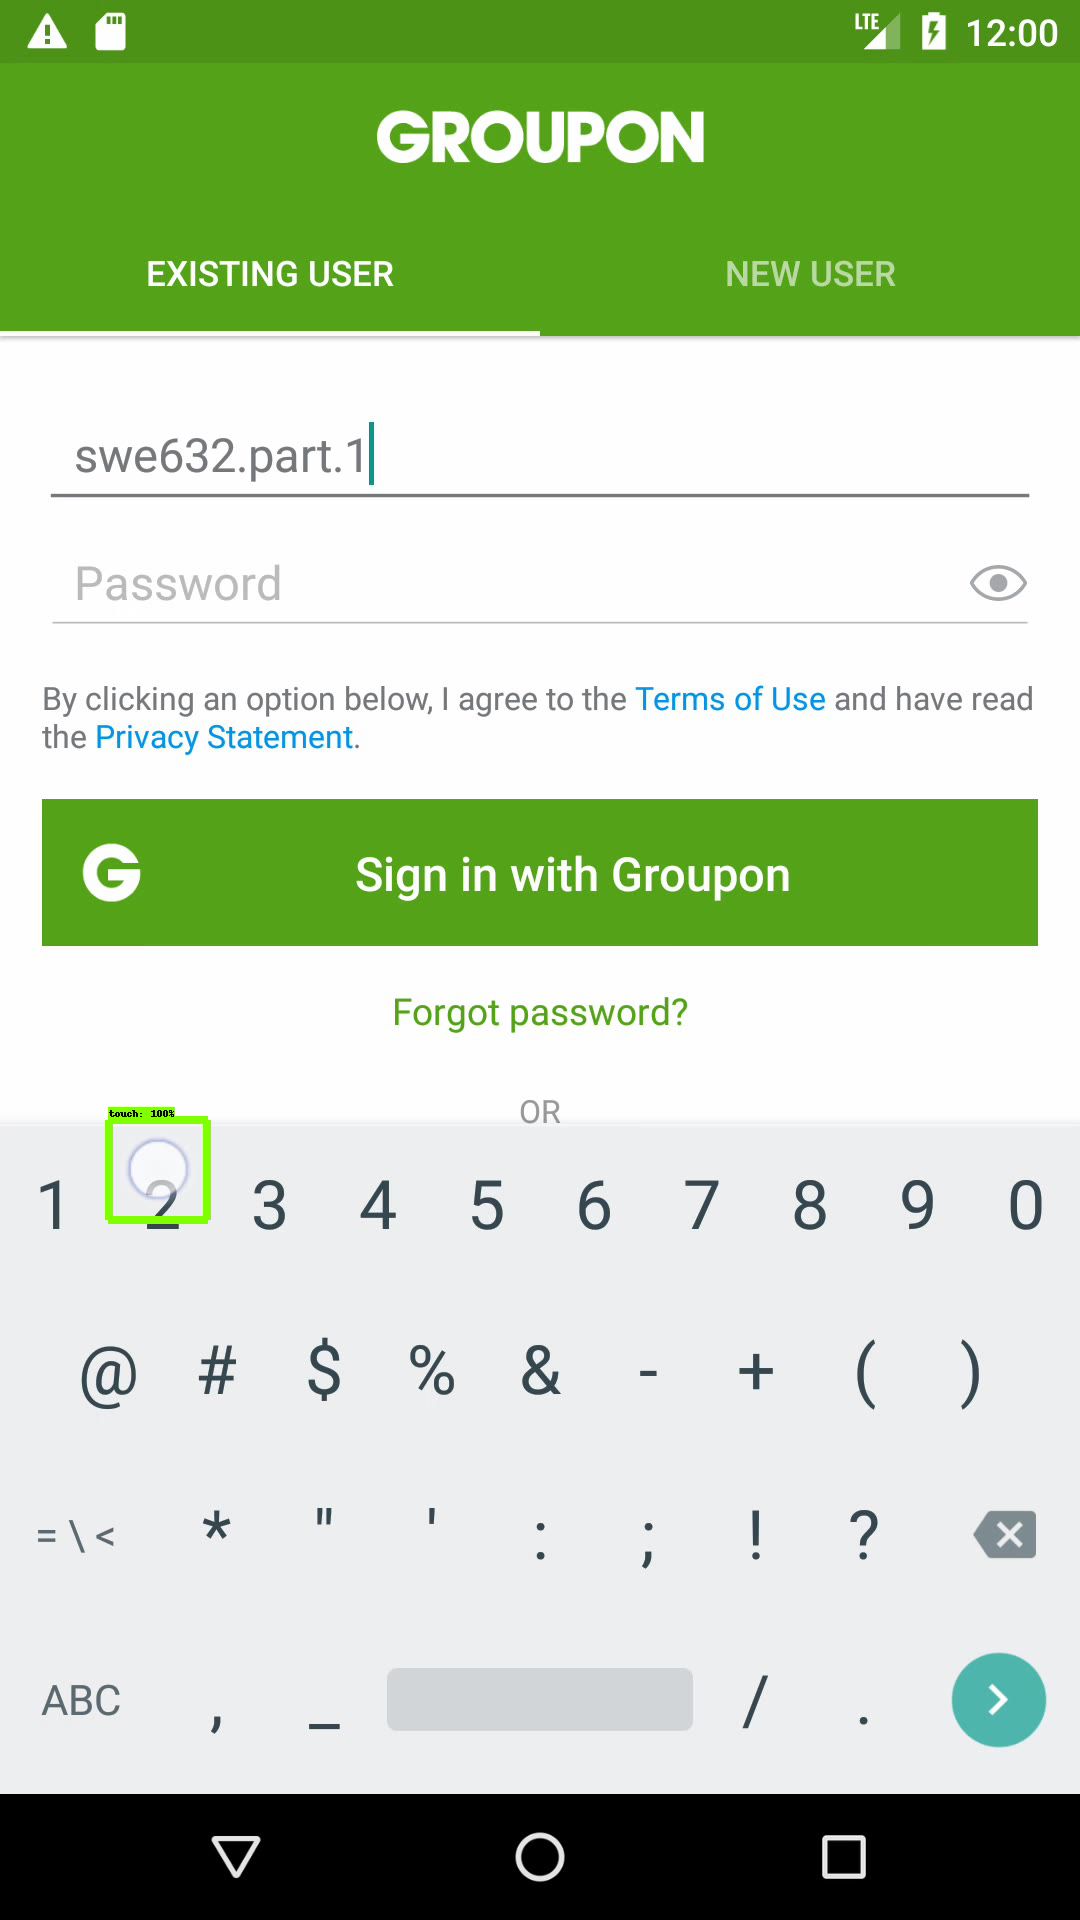 LTE 12:00
GROUPON
EXISTING USER NEW USER
swe632.part.1
Password
By clicking an option below, I agree to the Terms of Use and have read
the Privacy Statement.
G Sign in with Groupon
Forgot password?
OR
touch: 100%
1 2 3 4 5 6 7 8 9 0
@ # $ % & - + ( )
= \ < * " ' : ; ! ?
ABC , _ / .